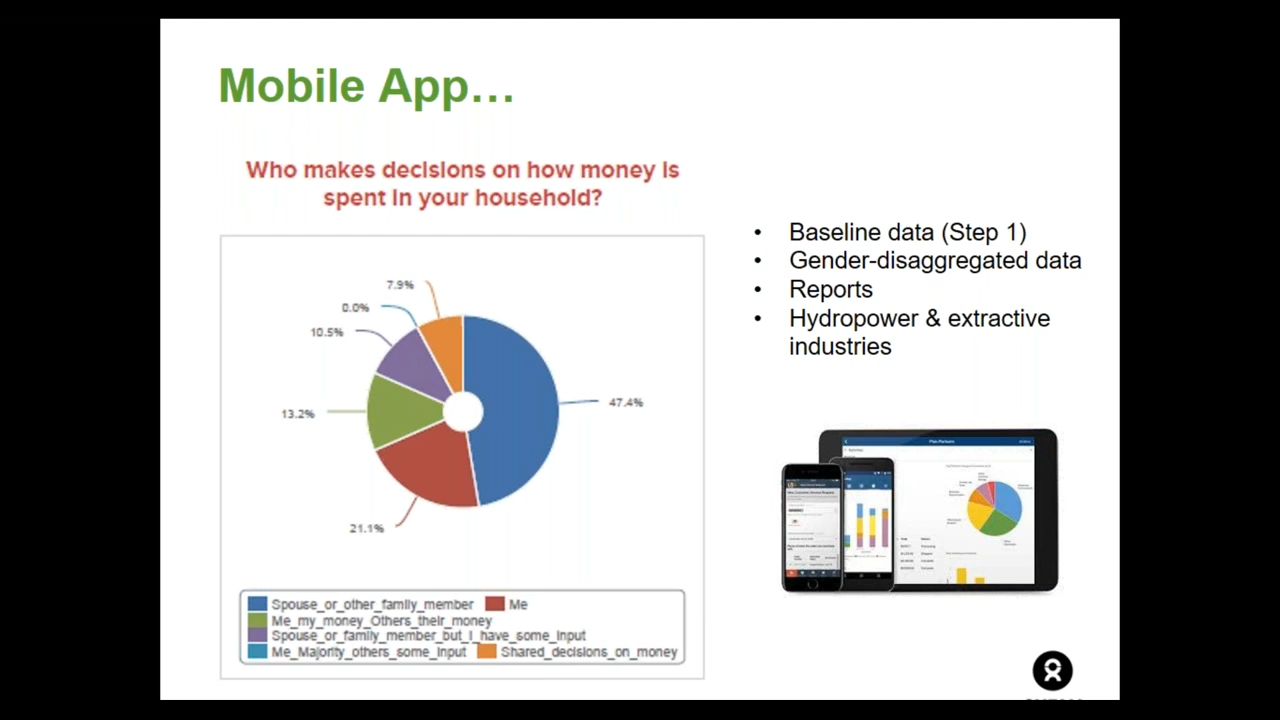 Mobile App…
Who makes decisions on how money is
spent in your household?
7.9%
0.0%
10.5%
47.4%
13.2%
21.1%
Spouse_or_other_family_member Me
Me_my_money_Others_their_money
Spouse_or_family_member_but_I_have_some_input
Me_Majority_others_some_input Shared_decisions_on_money
• Baseline data (Step 1)
• Gender-disaggregated data
• Reports
• Hydropower & extractive
industries